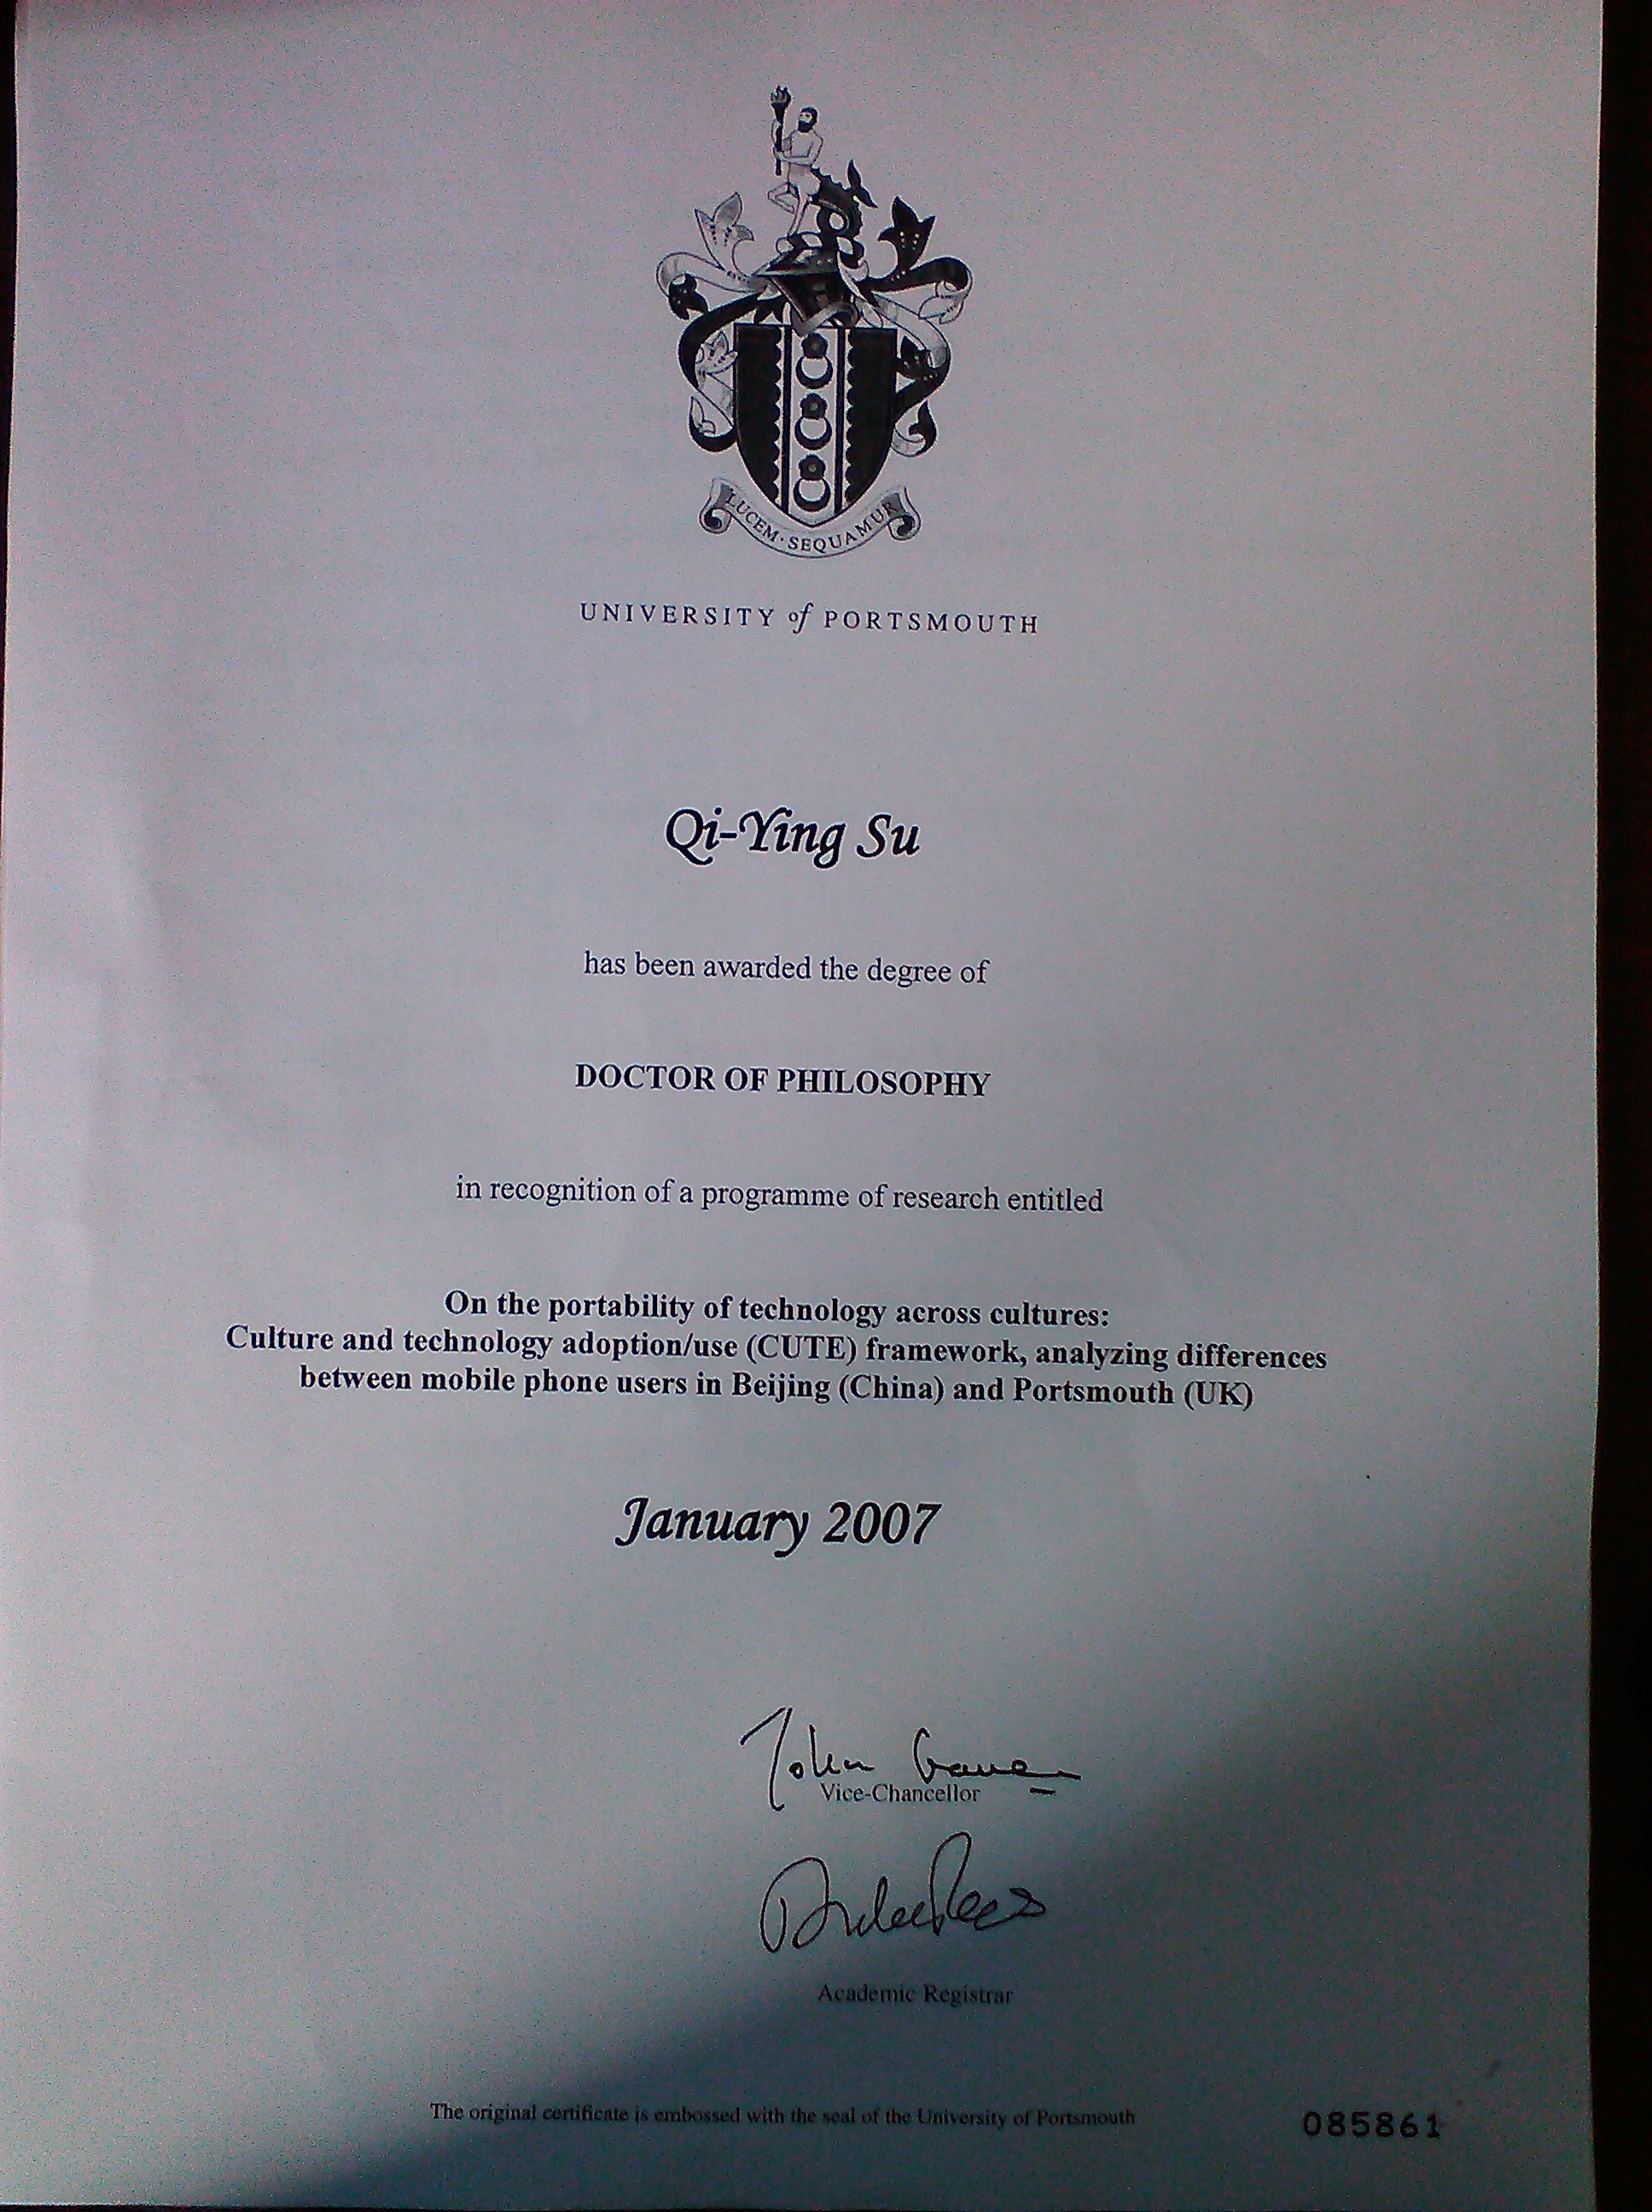 LUCEM · SEQUAMUR
UNIVERSITY of PORTSMOUTH
Qi-Ying Su
has been awarded the degree of
DOCTOR OF PHILOSOPHY
in recognition of a programme of research entitled
On the portability of technology across cultures:
Culture and technology adoption/use (CUTE) framework, analyzing differences
between mobile phone users in Beijing (China) and Portsmouth (UK)
January 2007
John
Vice-Chancellor
Academic Registrar
The original certificate is embossed with the seal of the University of Portsmouth
085861